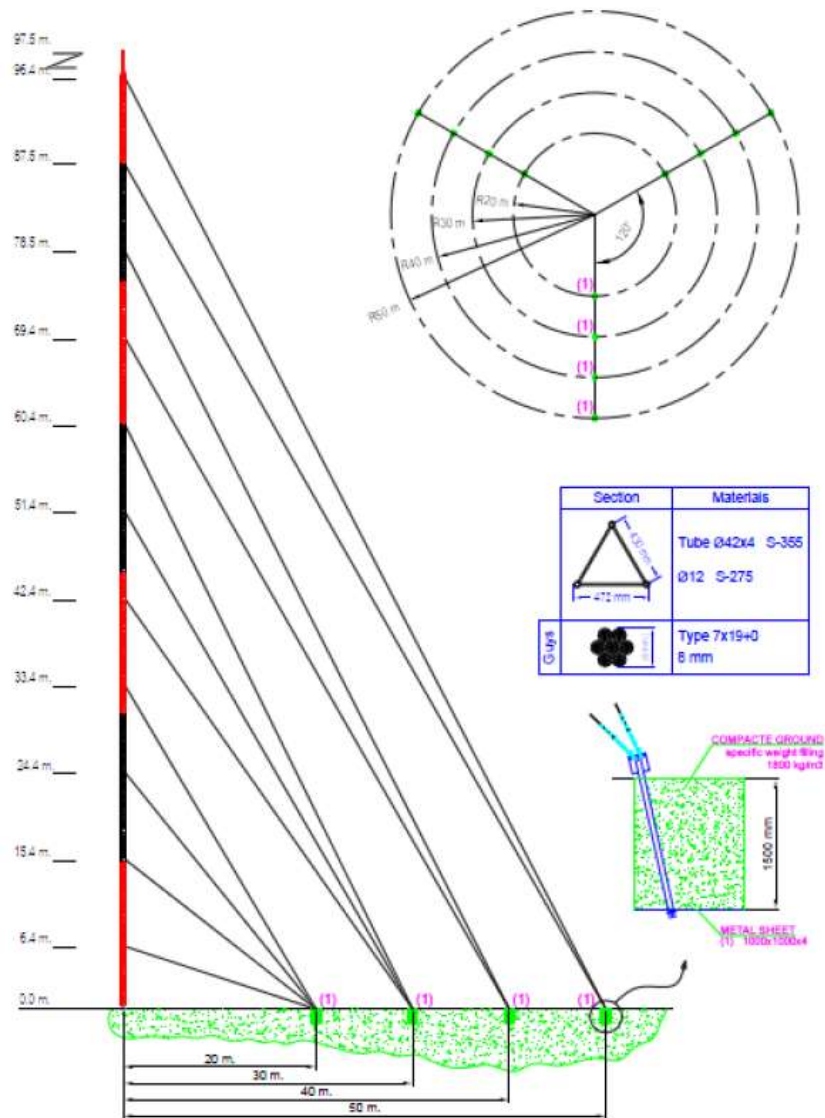 97.5 m.
96.4 m.
87.5 m.
78.5 m.
69.4 m.
60.4 m.
51.4 m.
42.4 m.
33.4 m.
24.4 m.
15.4 m.
6.4 m.
0.0 m.
R20 m
R30 m
R40 m
R50 m
120°
(1)
(1)
(1)
(1)
Section
Materials
430 mm
472 mm
Tube Ø42x4 S-355
Ø12 S-275
Guys
Type 7x19+0
8 mm
COMPACTE GROUND
specific weight filling
1800 kg/m3
1500 mm
METAL SHEET
(1) 1000x1000x4
(1)
(1)
(1)
(1)
20 m.
30 m.
40 m.
50 m.